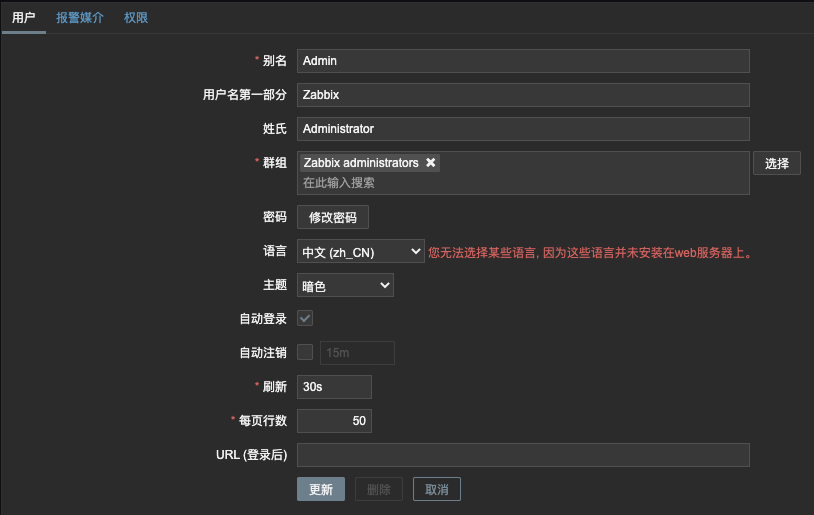 用户 报警媒介 权限
* 别名 Admin
用户名第一部分 Zabbix
姓氏 Administrator
* 群组 Zabbix administrators ✖ 选择
在此输入搜索
密码 修改密码
语言 中文 (zh_CN) 您无法选择某些语言, 因为这些语言并未安装在web服务器上。
主题 暗色
自动登录
自动注销 15m
* 刷新 30s
* 每页行数 50
URL (登录后)
更新 删除 取消